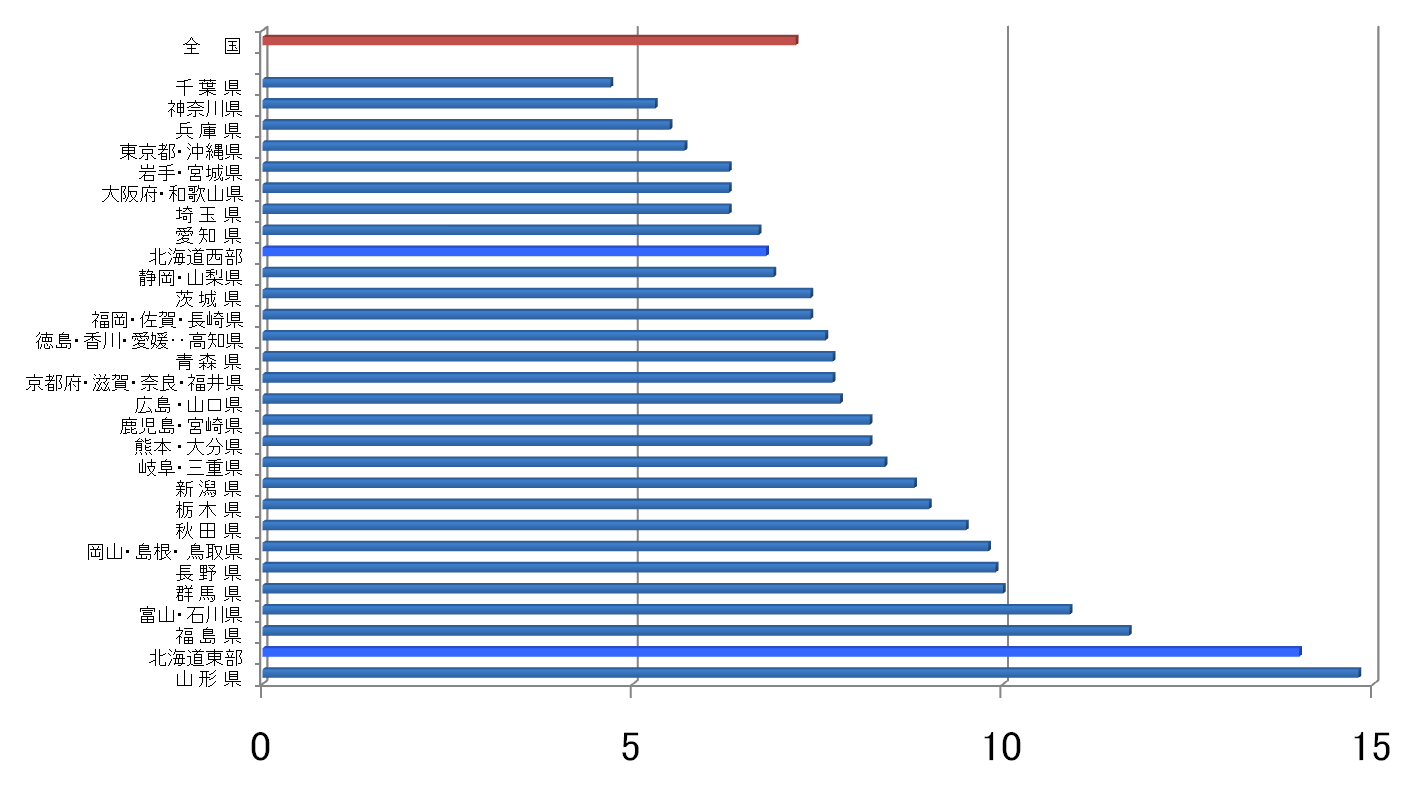 全 国
千 葉 県
神奈川県
兵 庫 県
東京都・沖縄県
岩手・宮城県
大阪府・和歌山県
埼 玉 県
愛 知 県
北海道西部
静岡・山梨県
茨 城 県
福岡・佐賀・長崎県
徳島・香川・愛媛・・高知県
青 森 県
京都府・滋賀・奈良・福井県
広島・山口県
鹿児島・宮崎県
熊本・大分県
岐阜・三重県
新 潟 県
栃 木 県
秋 田 県
岡山・島根・鳥取県
長 野 県
群 馬 県
富山・石川県
福 島 県
北海道東部
山 形 県
0 5 10 15